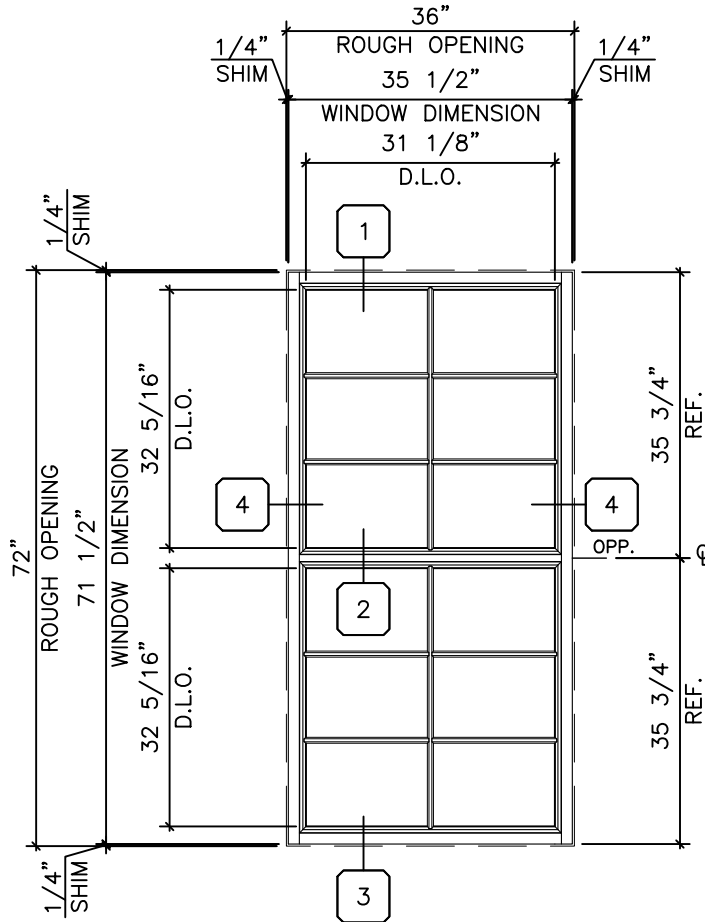 36"
ROUGH OPENING
1/4"
SHIM
1/4"
SHIM
35 1/2"
WINDOW DIMENSION
31 1/8"
D.L.O.
1/4"
SHIM
1
32 5/16"
D.L.O.
35 3/4"
REF.
4
4
72"
ROUGH OPENING
71 1/2"
WINDOW DIMENSION
OPP.
℄
2
32 5/16"
D.L.O.
35 3/4"
REF.
1/4"
SHIM
3